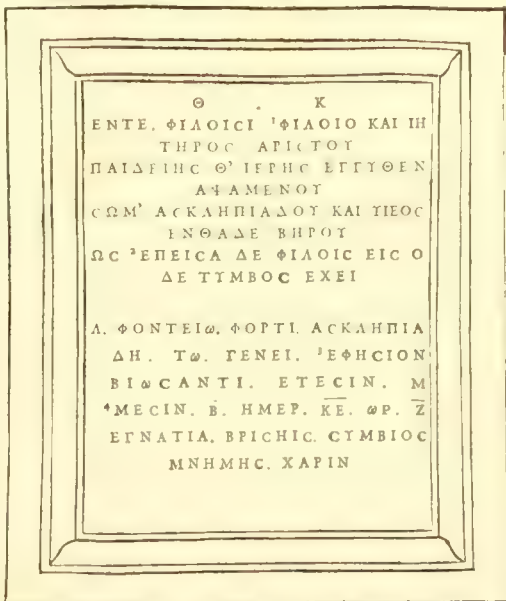 Θ . Κ
ΕΝΤΕ. ΦΙΛΟΙCΙ ¹ΦΙΛΟΙΟ ΚΑΙ ΙΗ
ΤΗΡΟC ΑΡΙCΤΟΥ
ΠΑΙΔΕΙΗC Θ' ΙΕΡΗC ΕΓΓΥΘΕΝ
ΑΨΑΜΕΝΟΥ
CΩΜ' ΑCΚΛΗΠΙΑΔΟΥ ΚΑΙ ΥΙΕΟC
ΕΝΘΑΔΕ ΒΗΡΟΥ
ΩC ²ΕΠΕΙCΑ ΔΕ ΦΙΛΟΙC ΕΙC Ο
ΔΕ ΤΥΜΒΟC ΕΧΕΙ
Λ. ΦΟΝΤΕΙω. ΦΟΡΤΙ. ΑCΚΛΗΠΙΑ
ΔΗ. Τω. ΓΕΝΕΙ. ³ΕΦΗCΙΟΝ
ΒΙωCΑΝΤΙ. ΕΤΕCΙΝ. Μ
⁴ΜΕCΙΝ. Β̅. ΗΜΕΡ. Κ̅Ε̅. ωΡ. Ζ̅
ΕΓΝΑΤΙΑ. ΒΡΙCΗΙC. CΥΜΒΙΟC
ΜΝΗΜΗC. ΧΑΡΙΝ